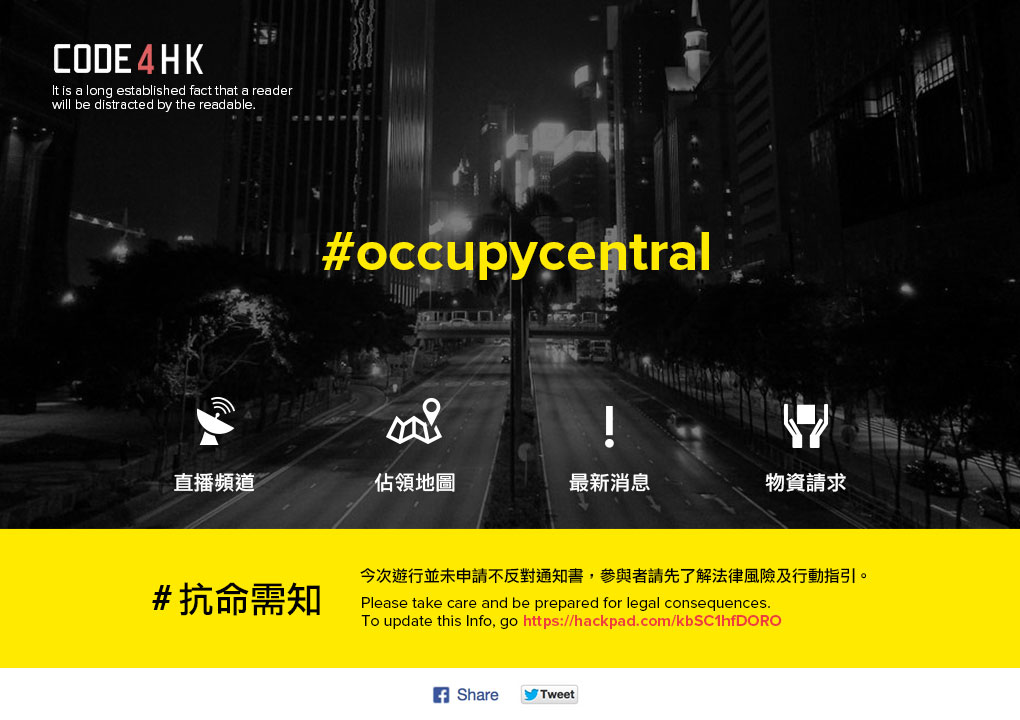 CODE4HK
It is a long established fact that a reader
will be distracted by the readable.
#occupycentral
直播頻道
佔領地圖
最新消息
物資請求
# 抗命需知
今次遊行並未申請不反對通知書，參與者請先了解法律風險及行動指引。
Please take care and be prepared for legal consequences.
To update this Info, go https://hackpad.com/kbSC1hfDORO
Share
Tweet